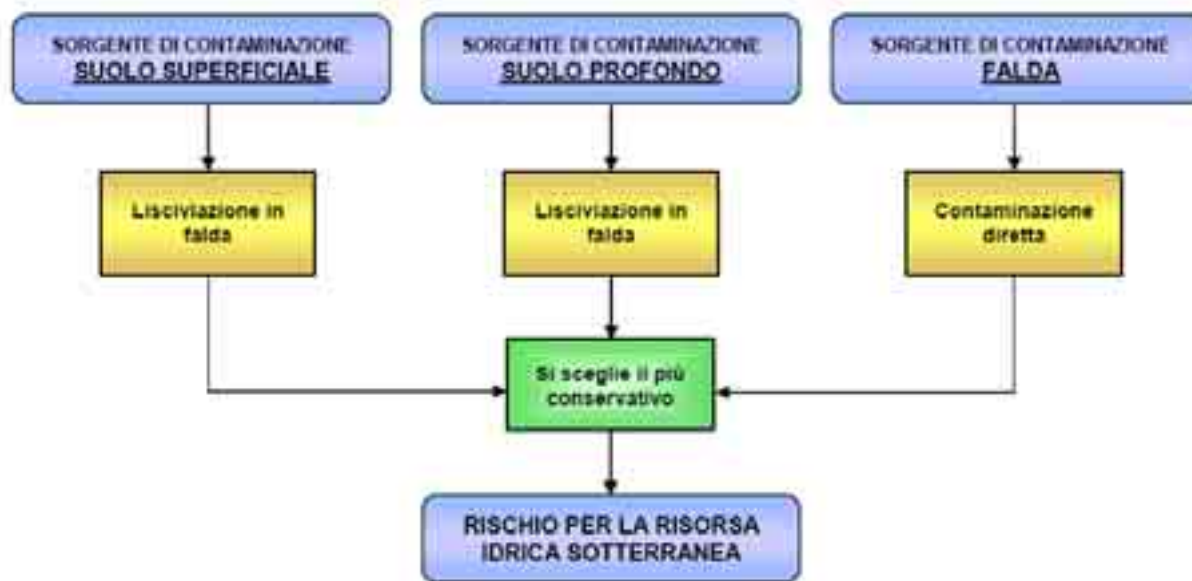 SORGENTE DI CONTAMINAZIONE
SUOLO SUPERFICIALE
SORGENTE DI CONTAMINAZIONE
SUOLO PROFONDO
SORGENTE DI CONTAMINAZIONE
FALDA
Lisciviazione in
falda
Lisciviazione in
falda
Contaminazione
diretta
Si sceglie il più
conservativo
RISCHIO PER LA RISORSA
IDRICA SOTTERRANEA